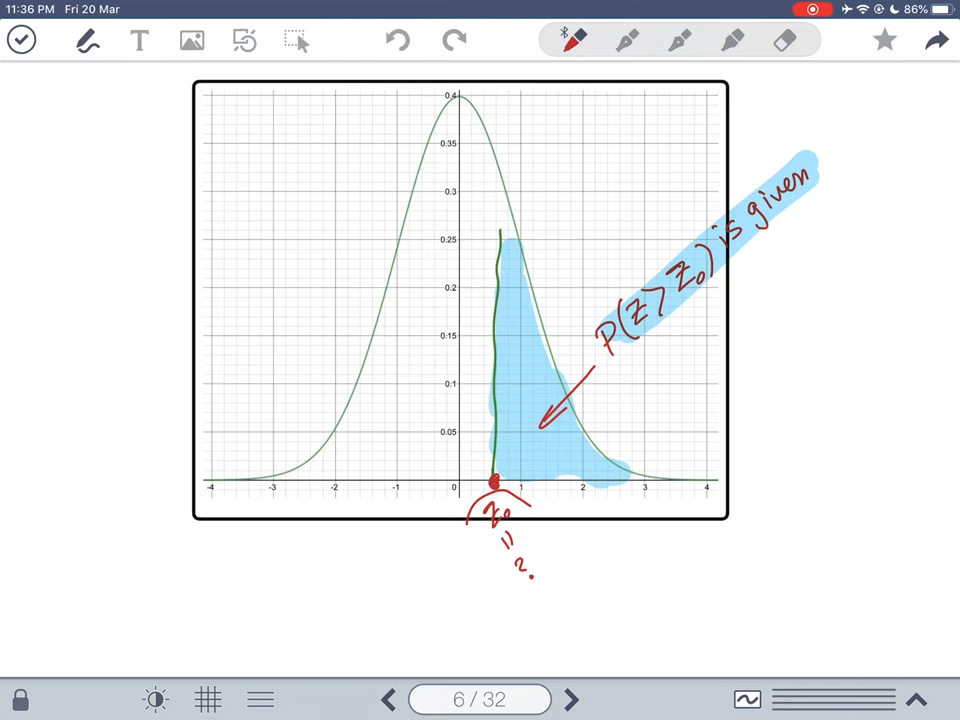 11:36 PM Fri 20 Mar
86%
T
0.4
0.35
0.3
0.25
0.2
0.15
0.1
0.05
-4 -3 -2 -1 0 1 2 3 4
P(Z > Z₀) is given
Z₀
=
?
6 / 32